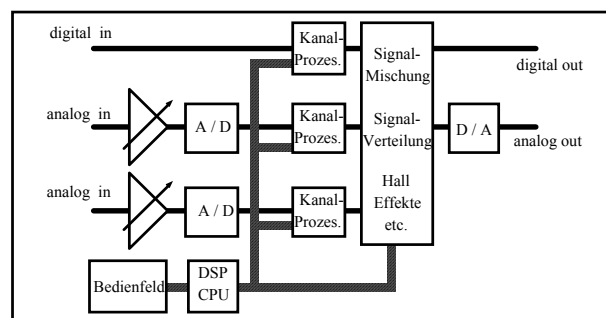 digital in
Kanal-
Prozes.
Signal-
Mischung
digital out
analog in
A / D
Kanal-
Prozes.
Signal-
Verteilung
D / A
analog out
analog in
A / D
Kanal-
Prozes.
Hall
Effekte
etc.
Bedienfeld
DSP
CPU